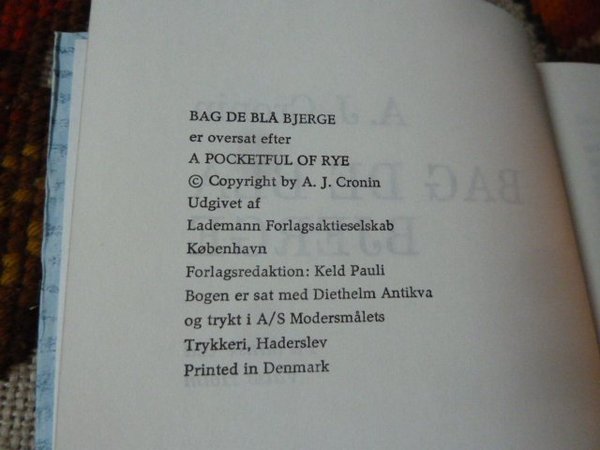 BAG DE BLÅ BJERGE
er oversat efter
A POCKETFUL OF RYE
© Copyright by A. J. Cronin
Udgivet af
Lademann Forlagsaktieselskab
København
Forlagsredaktion: Keld Pauli
Bogen er sat med Diethelm Antikva
og trykt i A/S Modersmålets
Trykkeri, Haderslev
Printed in Denmark